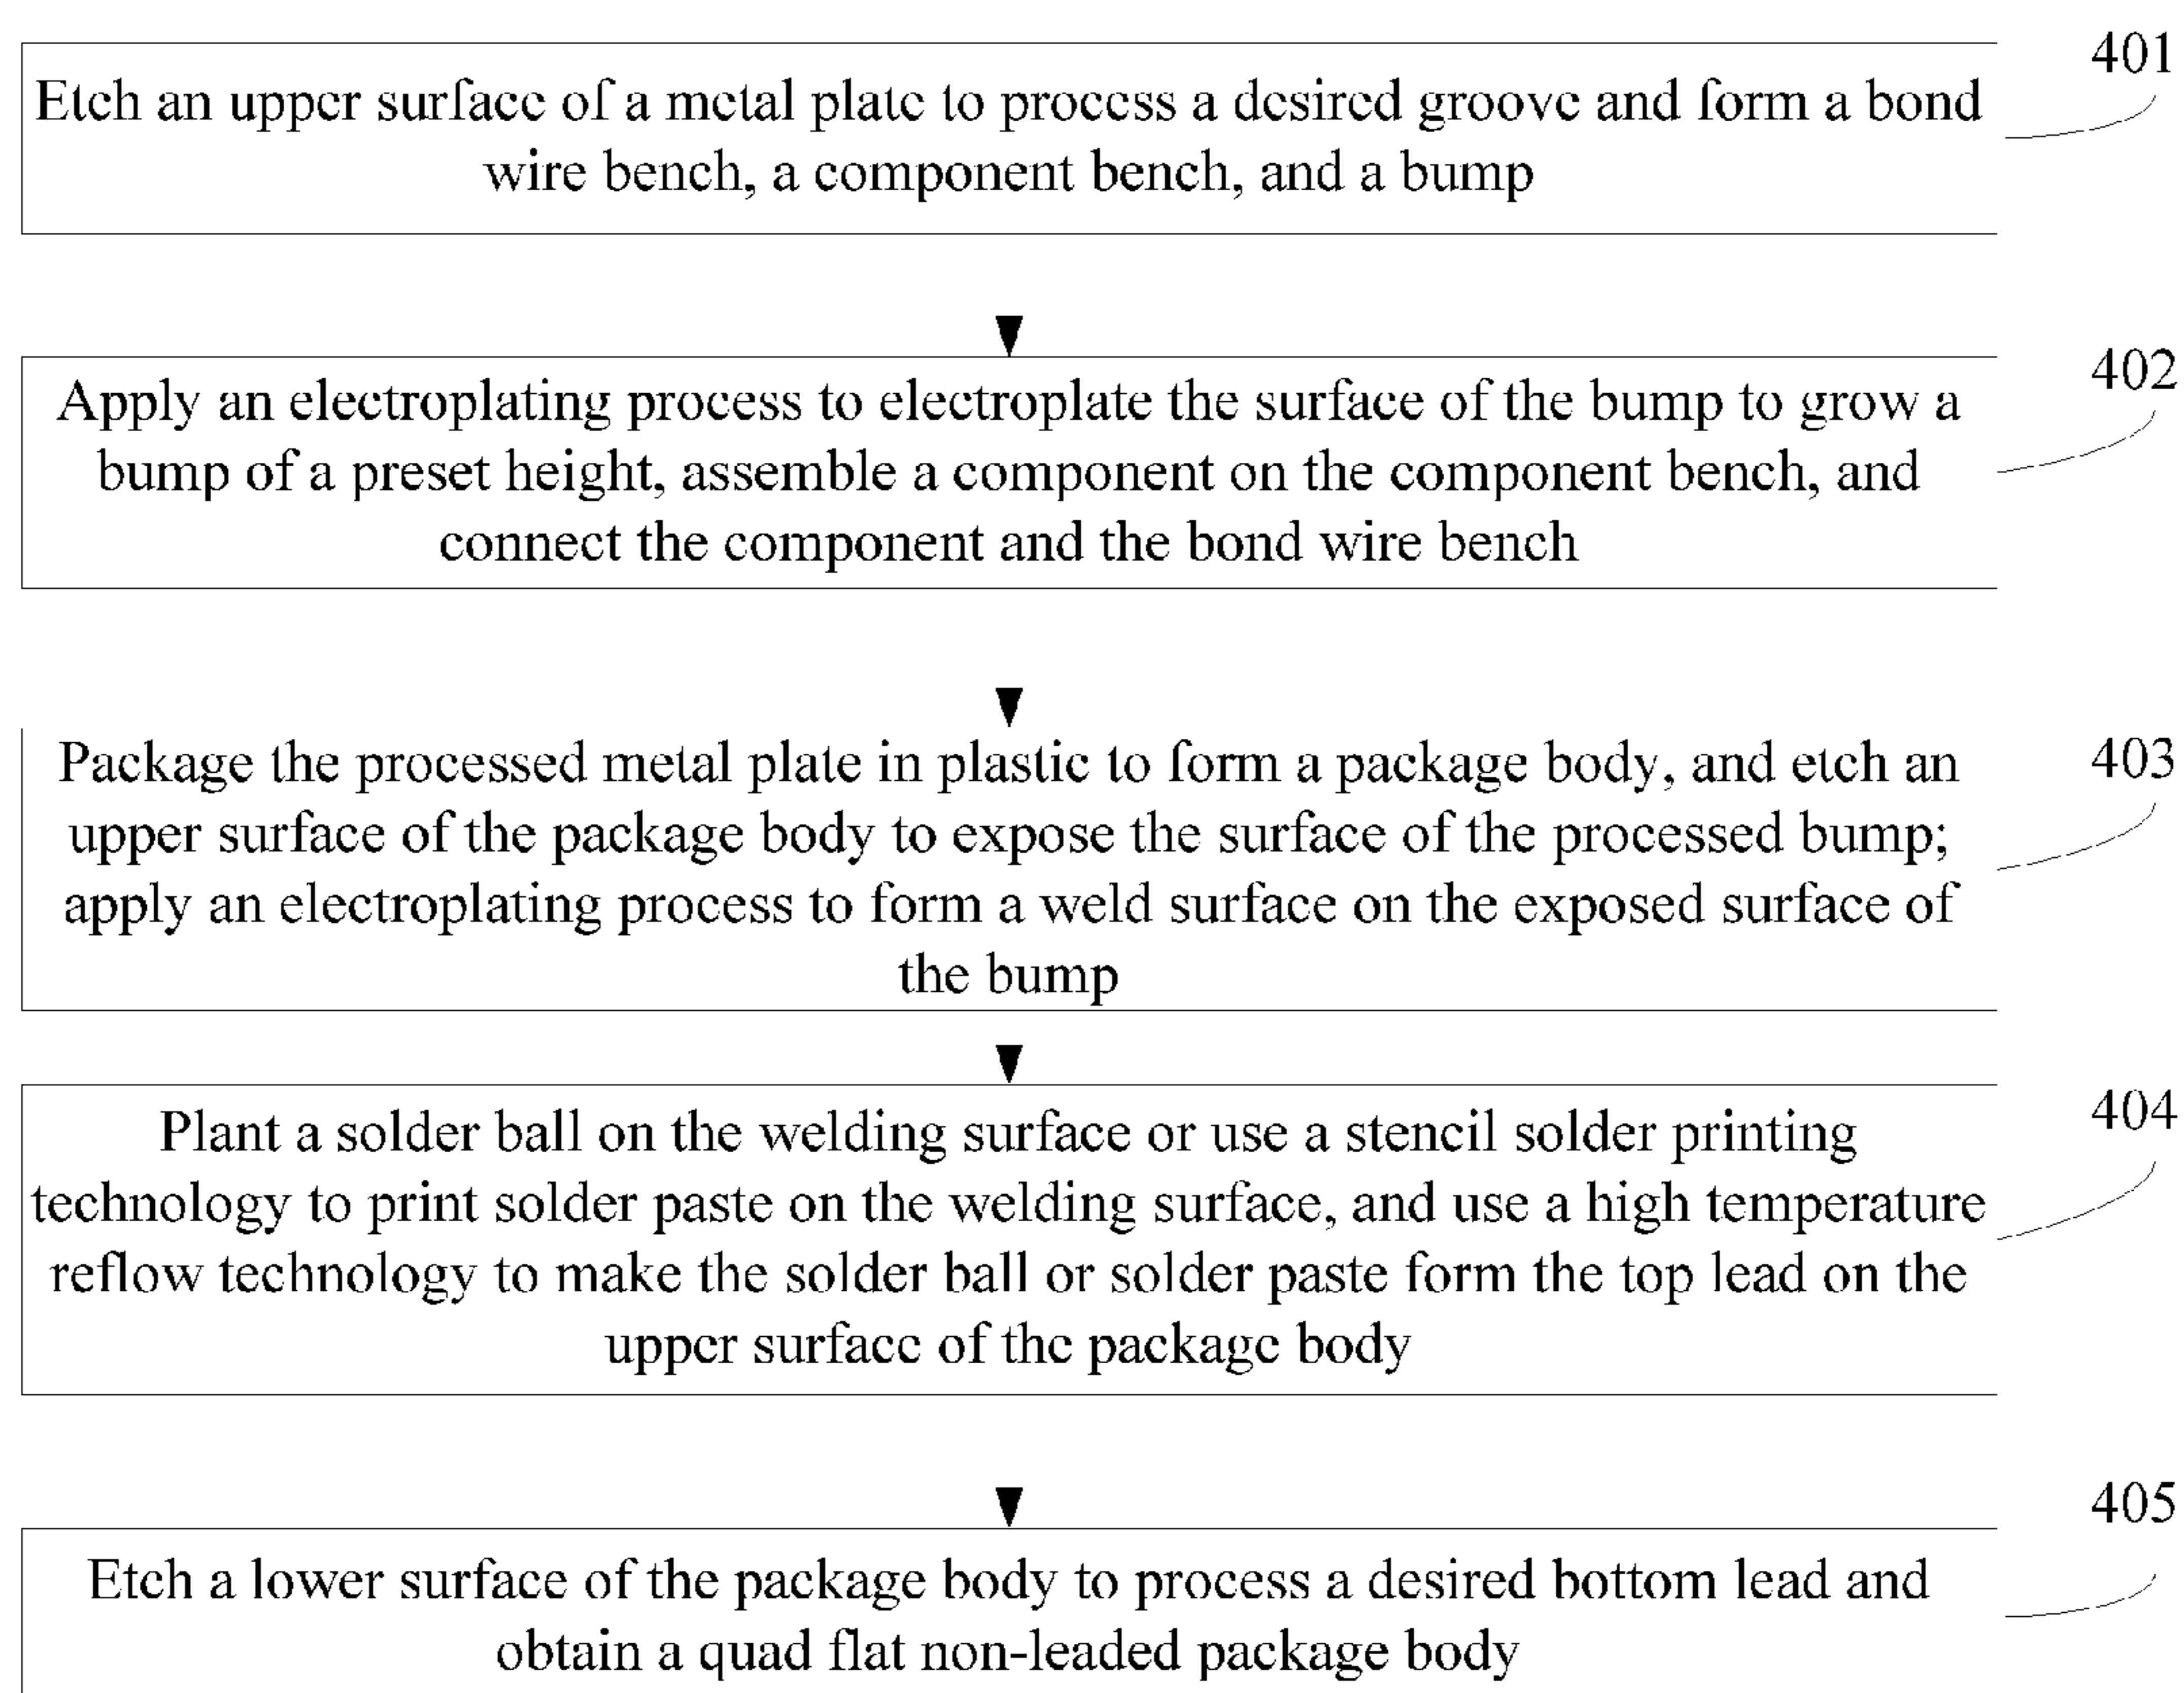 401
Etch an upper surface of a metal plate to process a desired groove and form a bond
wire bench, a component bench, and a bump
402
Apply an electroplating process to electroplate the surface of the bump to grow a
bump of a preset height, assemble a component on the component bench, and
connect the component and the bond wire bench
403
Package the processed metal plate in plastic to form a package body, and etch an
upper surface of the package body to expose the surface of the processed bump;
apply an electroplating process to form a weld surface on the exposed surface of
the bump
404
Plant a solder ball on the welding surface or use a stencil solder printing
technology to print solder paste on the welding surface, and use a high temperature
reflow technology to make the solder ball or solder paste form the top lead on the
upper surface of the package body
405
Etch a lower surface of the package body to process a desired bottom lead and
obtain a quad flat non-leaded package body